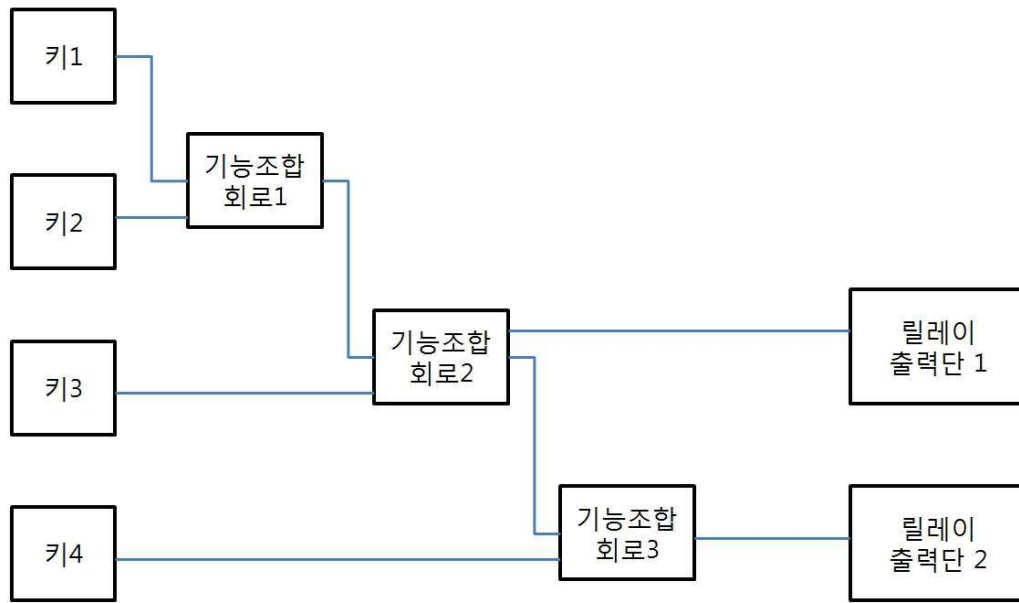 키1
기능조합
회로1
키2
기능조합
회로2
릴레이
출력단 1
키3
기능조합
회로3
릴레이
출력단 2
키4